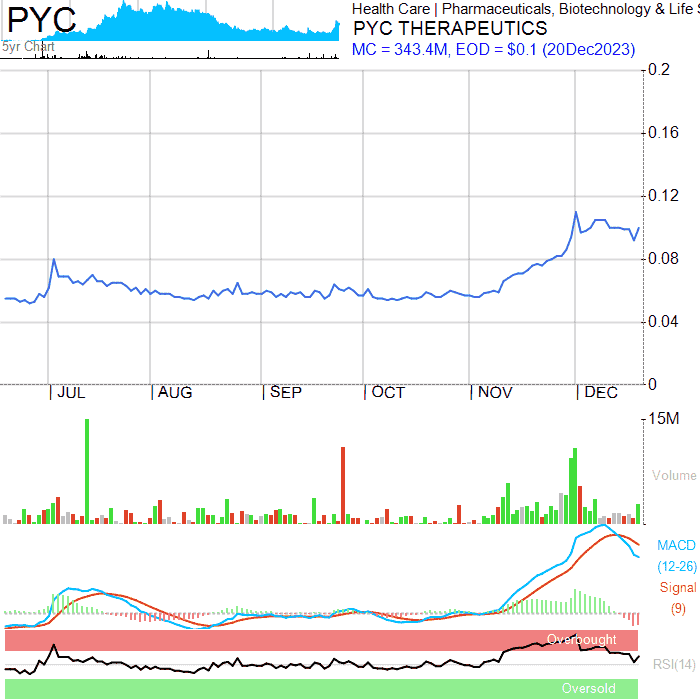 PYC
5yr Chart
Health Care | Pharmaceuticals, Biotechnology & Life S
PYC THERAPEUTICS
MC = 343.4M, EOD = $0.1 (20Dec2023)
0.2
0.16
0.12
0.08
0.04
0
JUL AUG SEP OCT NOV DEC
15M
Volume
MACD
(12-26)
Signal
(9)
Overbought
RSI(14)
Oversold